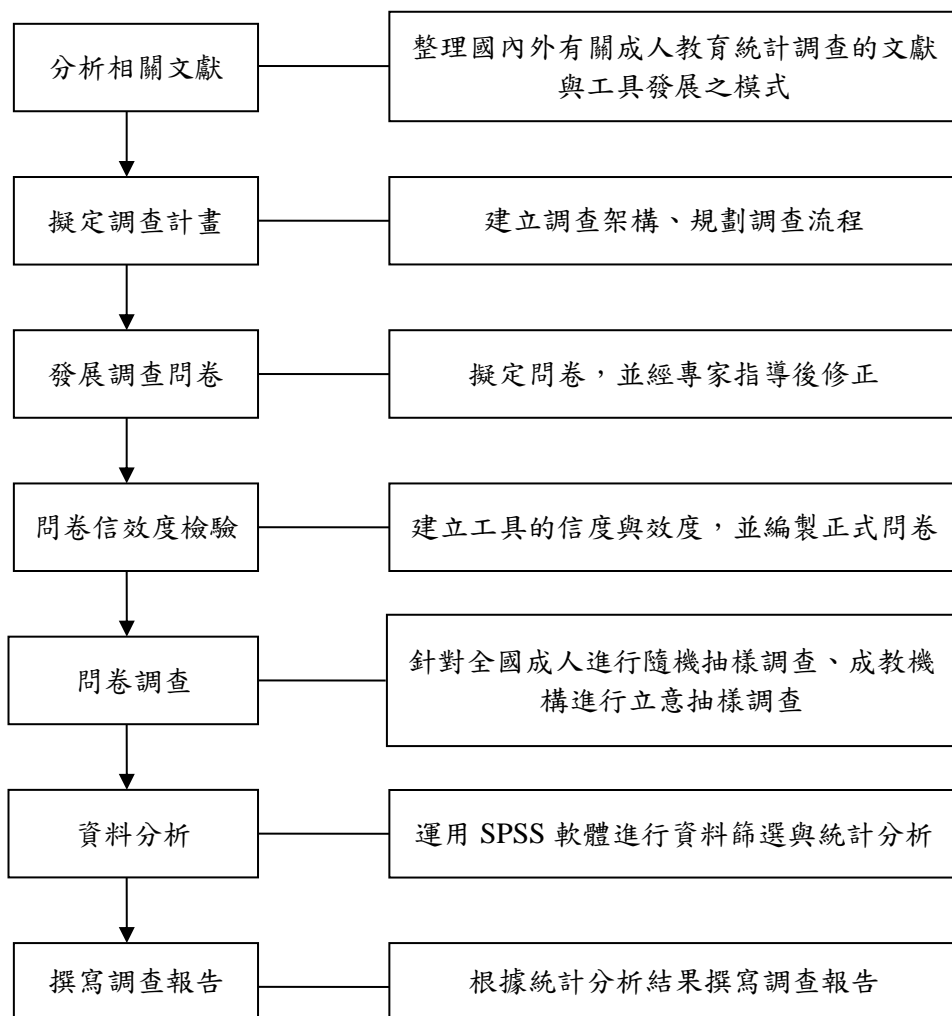 分析相關文獻
整理國內外有關成人教育統計調查的文獻
與工具發展之模式
擬定調查計畫
建立調查架構、規劃調查流程
發展調查問卷
擬定問卷，並經專家指導後修正
問卷信效度檢驗
建立工具的信度與效度，並編製正式問卷
問卷調查
針對全國成人進行隨機抽樣調查、成教機
構進行立意抽樣調查
資料分析
運用 SPSS 軟體進行資料篩選與統計分析
撰寫調查報告
根據統計分析結果撰寫調查報告